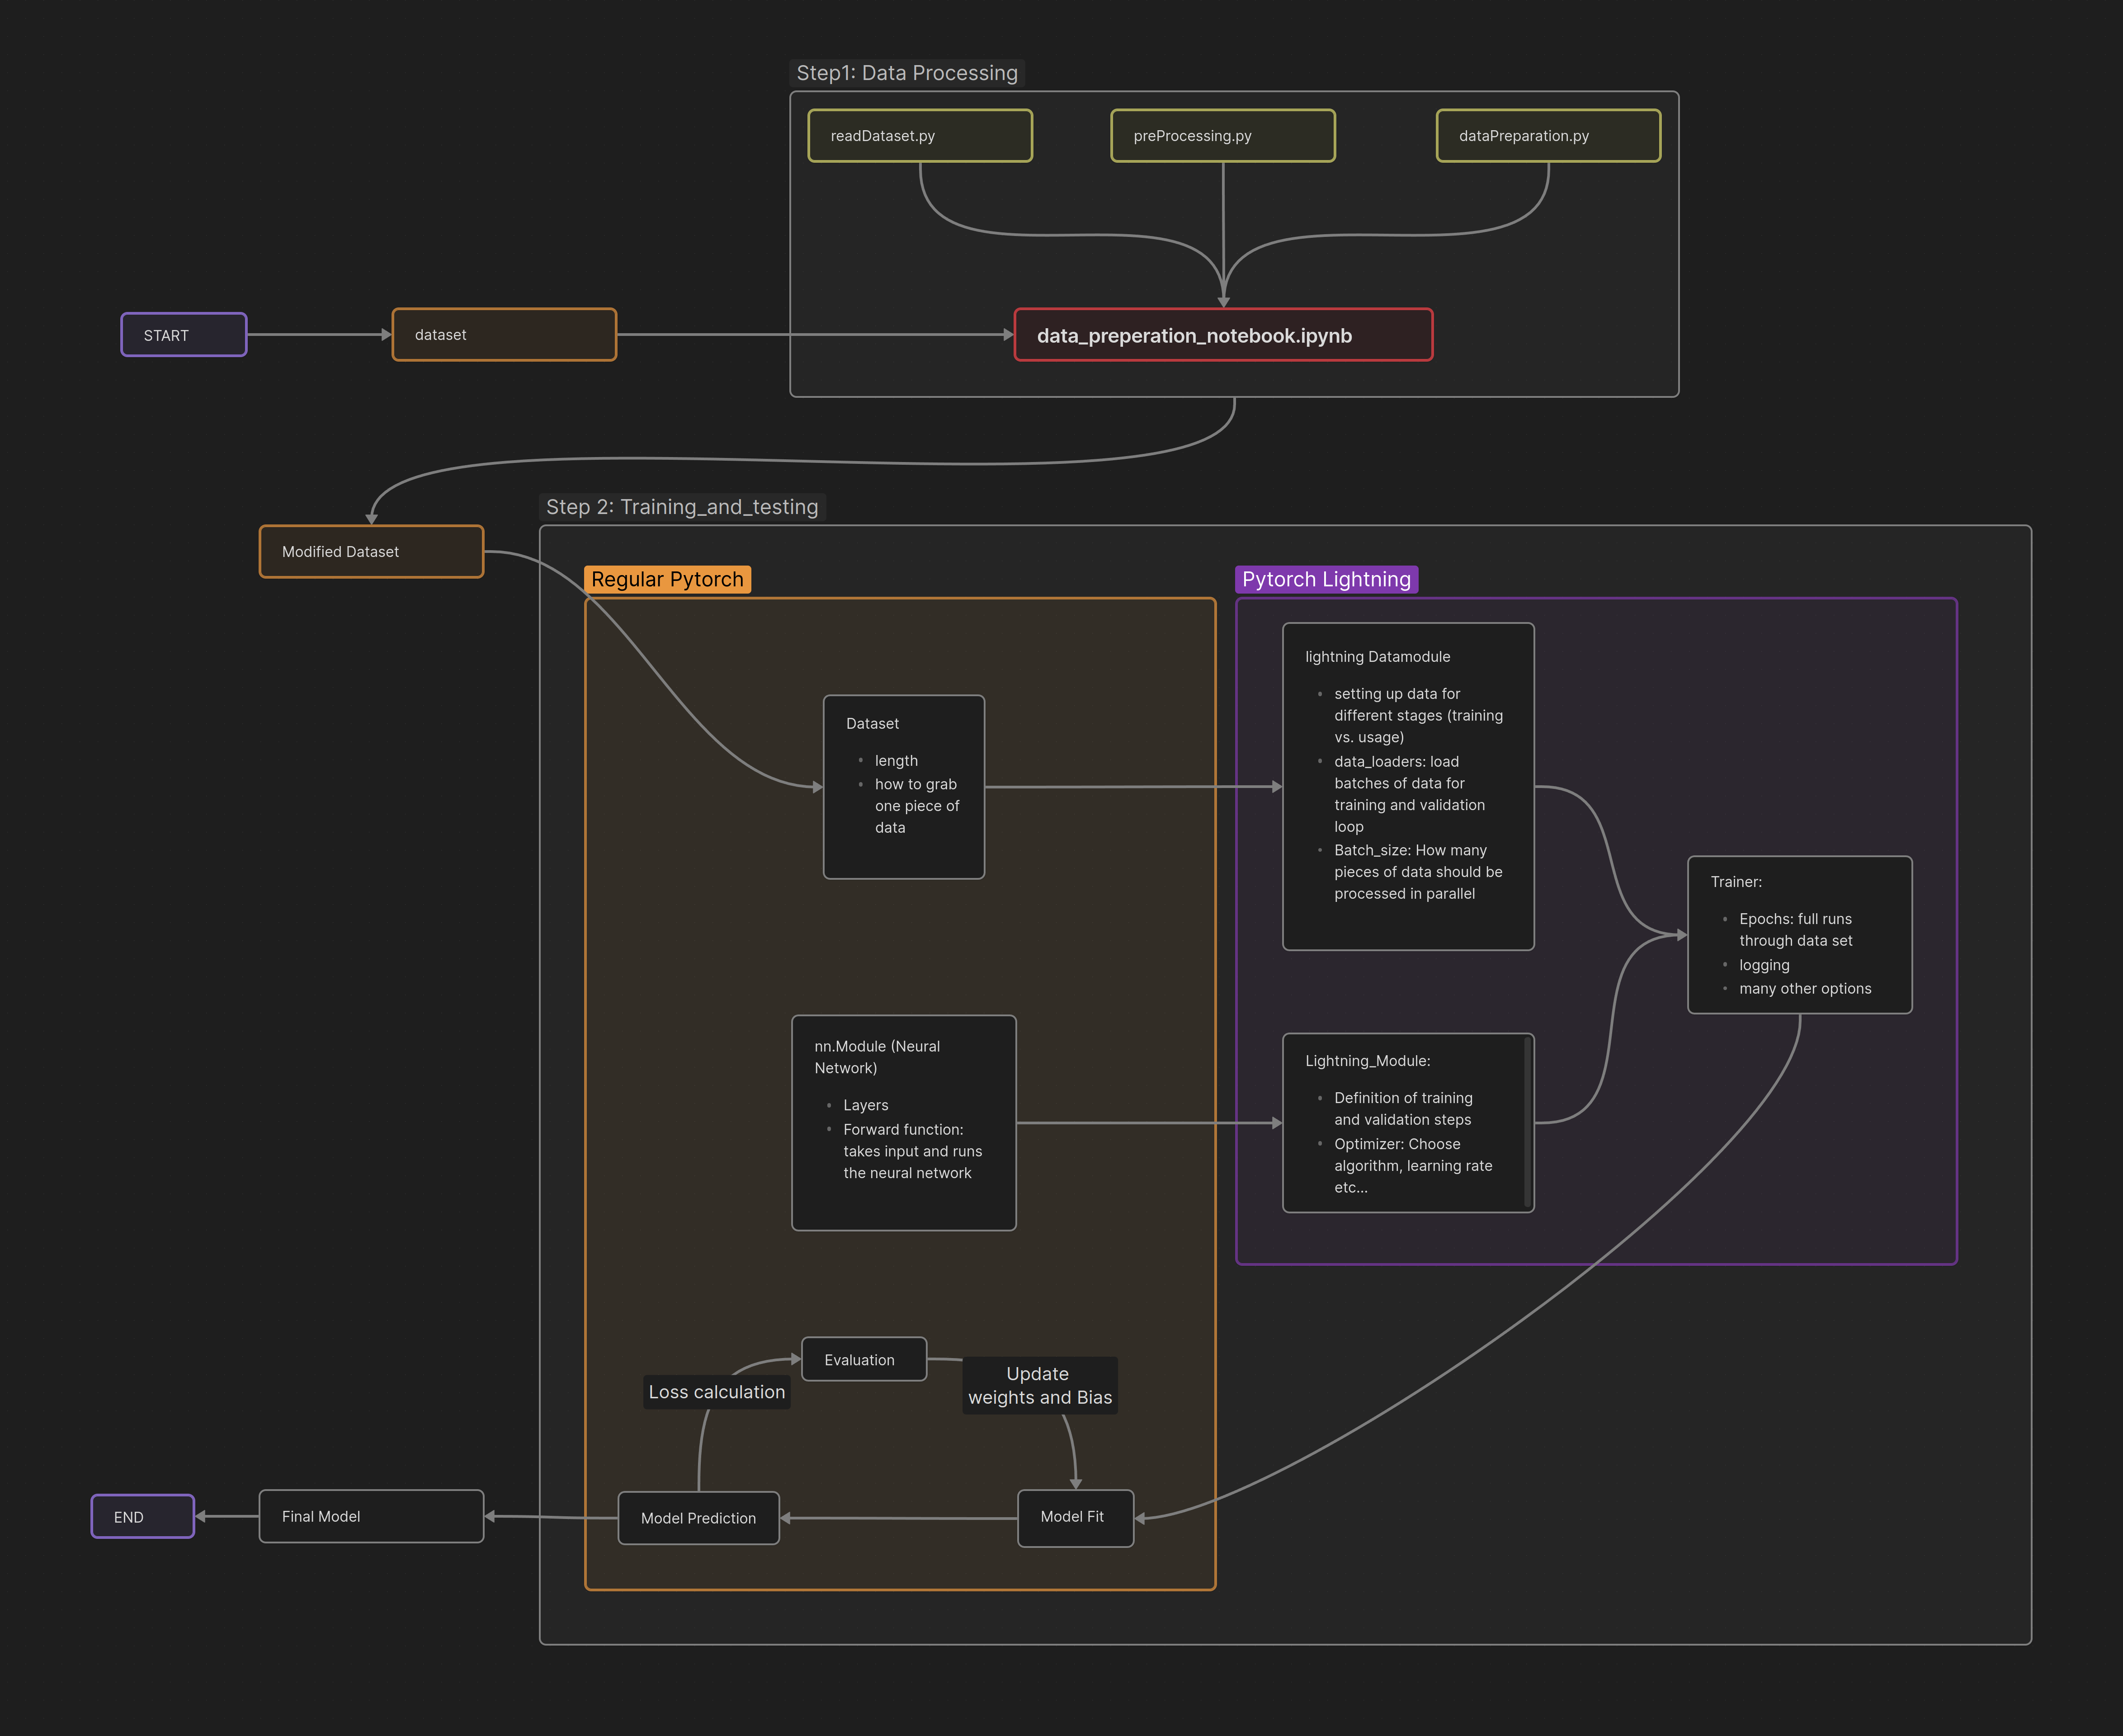 Step1: Data Processing
readDataset.py
preProcessing.py
dataPreparation.py
START
dataset
data_preperation_notebook.ipynb
Modified Dataset
Step 2: Training_and_testing
Regular Pytorch
Dataset
length
how to grab
one piece of
data
nn.Module (Neural
Network)
Layers
Forward function:
takes input and runs
the neural network
Pytorch Lightning
lightning Datamodule
setting up data for
different stages (training
vs. usage)
data_loaders: load
batches of data for
training and validation
loop
Batch_size: How many
pieces of data should be
processed in parallel
Lightning_Module:
Definition of training
and validation steps
Optimizer: Choose
algorithm, learning rate
etc...
Trainer:
Epochs: full runs
through data set
logging
many other options
Evaluation
Loss calculation
Update
weights and Bias
Model Fit
Model Prediction
Final Model
END